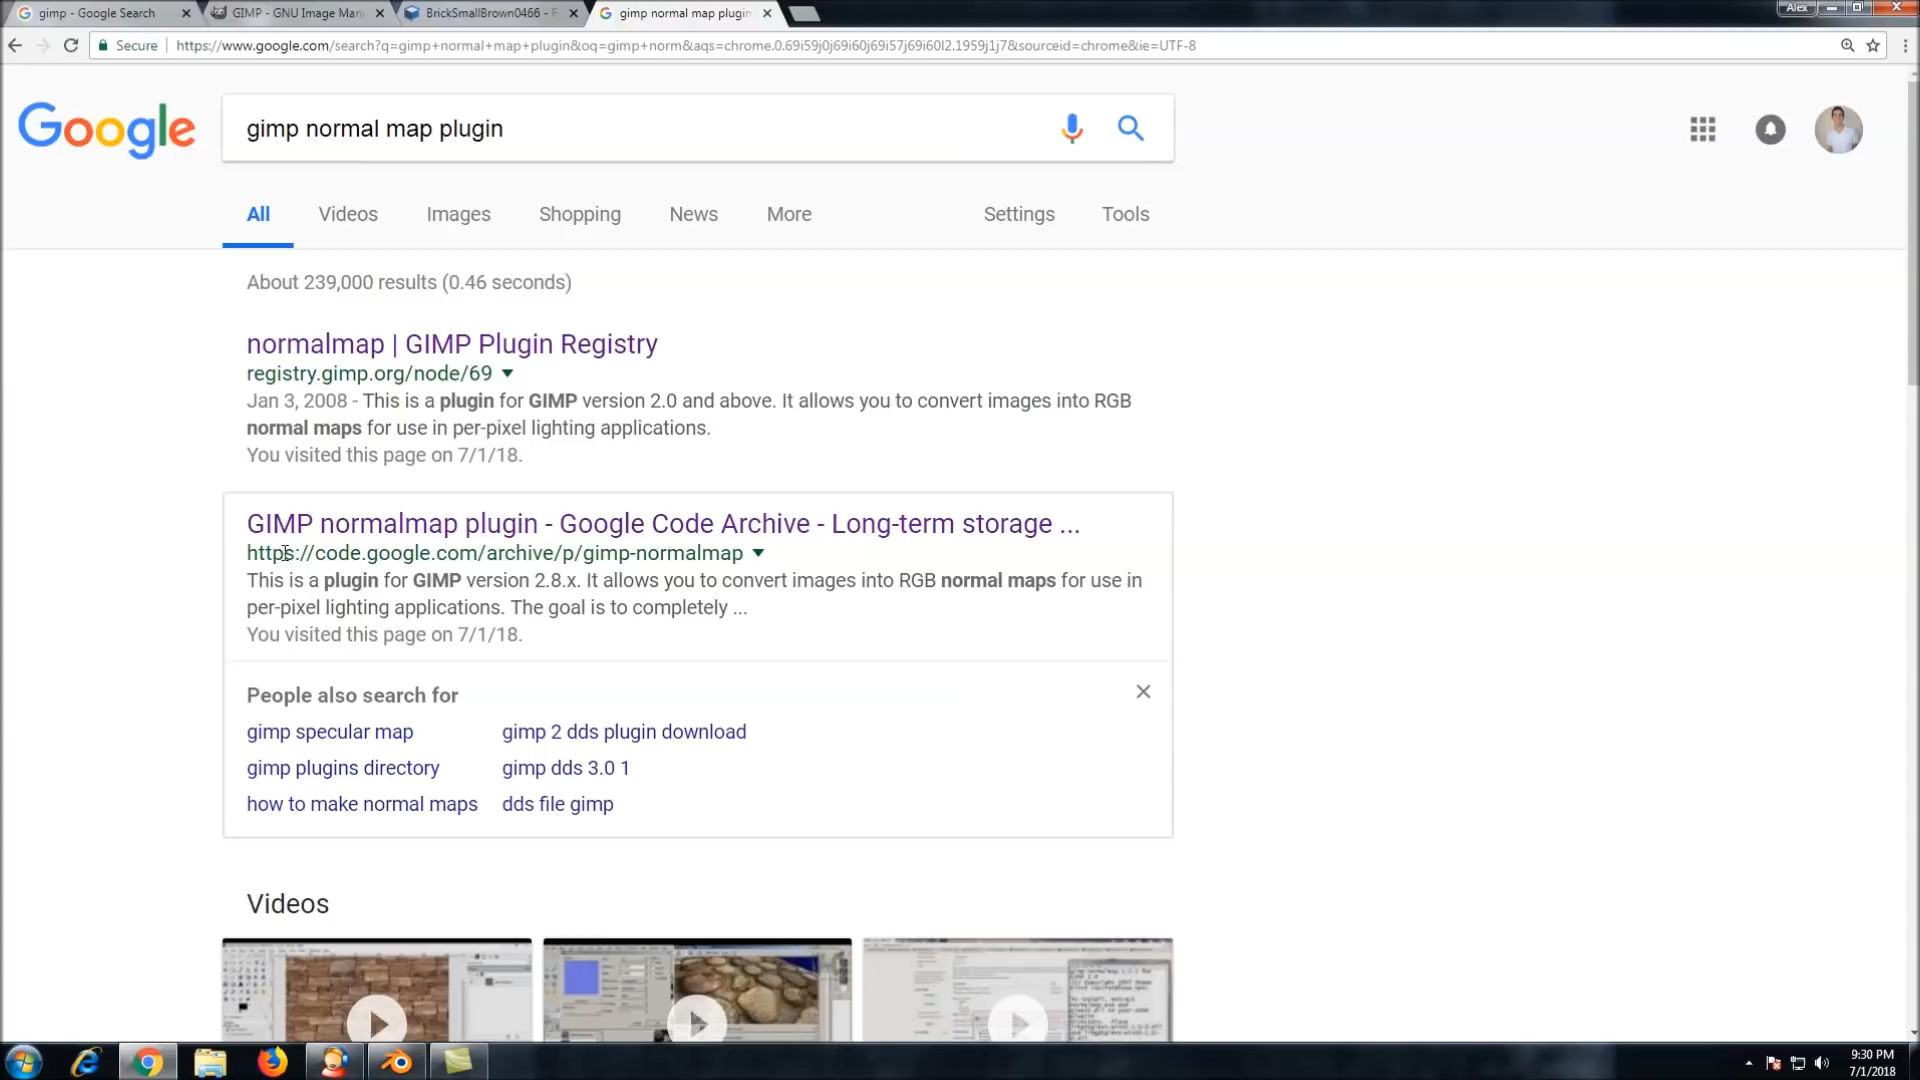 gimp - Google Search
GIMP - GNU Image Man
BrickSmallBrown0466 - F
gimp normal map plugin
Alex
Secure
https://www.google.com/search?q=gimp+normal+map+plugin&oq=gimp+norm&aqs=chrome.0.69i59j0j69i60j69i57j69i60l2.1959j1j7&sourceid=chrome&ie=UTF-8
Google
gimp normal map plugin
All Videos Images Shopping News More Settings Tools
About 239,000 results (0.46 seconds)
normalmap | GIMP Plugin Registry
registry.gimp.org/node/69
Jan 3, 2008 - This is a plugin for GIMP version 2.0 and above. It allows you to convert images into RGB
normal maps for use in per-pixel lighting applications.
You visited this page on 7/1/18.
GIMP normalmap plugin - Google Code Archive - Long-term storage ...
https://code.google.com/archive/p/gimp-normalmap
This is a plugin for GIMP version 2.8.x. It allows you to convert images into RGB normal maps for use in
per-pixel lighting applications. The goal is to completely ...
You visited this page on 7/1/18.
People also search for
gimp specular map
gimp 2 dds plugin download
gimp plugins directory
gimp dds 3.0 1
how to make normal maps
dds file gimp
Videos
9:30 PM
7/1/2018